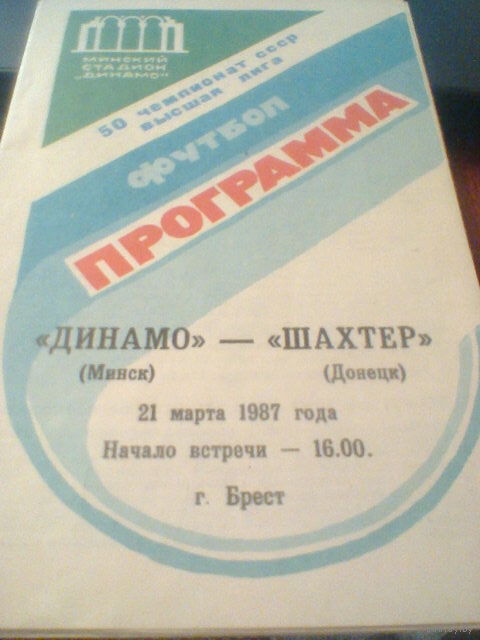 МИНСКИЙ
СТАДИОН
„ДИНАМО“
50 чемпионат ссср
высшая лига
футбол
ПРОГРАММА
«ДИНАМО» — «ШАХТЕР»
(Минск) (Донецк)
21 марта 1987 года
Начало встречи — 16.00.
г. Брест